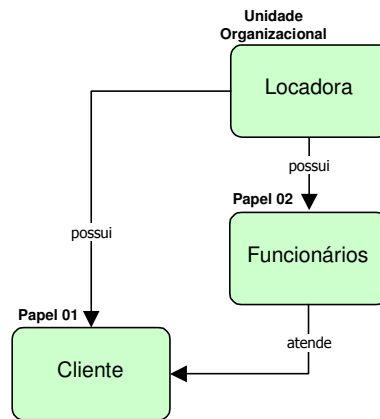 Unidade
Organizacional
Locadora
possui
Papel 02
Funcionários
possui
atende
Papel 01
Cliente